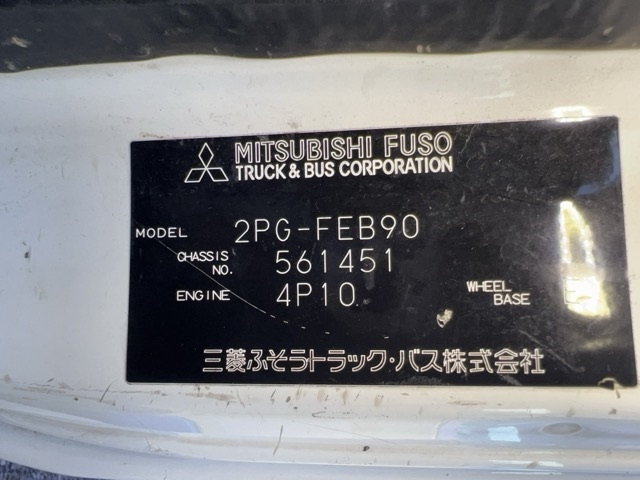 MITSUBISHI FUSO
TRUCK & BUS CORPORATION
MODEL 2PG-FEB90
CHASSIS NO. 561451
ENGINE 4P10 WHEEL BASE E
三菱ふそうトラック・バス株式会社